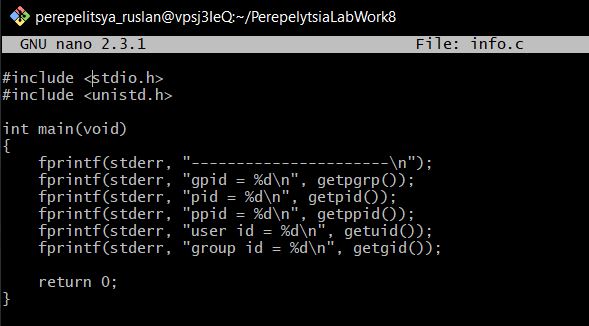 perepelitsya_ruslan@vpsj3IeQ:~/PerepelytsiaLabWork8
GNU nano 2.3.1 File: info.c
#include <stdio.h>
#include <unistd.h>
int main(void)
{
    fprintf(stderr, "----------------------\n");
    fprintf(stderr, "gpid = %d\n", getpgrp());
    fprintf(stderr, "pid = %d\n", getpid());
    fprintf(stderr, "ppid = %d\n", getppid());
    fprintf(stderr, "user id = %d\n", getuid());
    fprintf(stderr, "group id = %d\n", getgid());
    return 0;
}